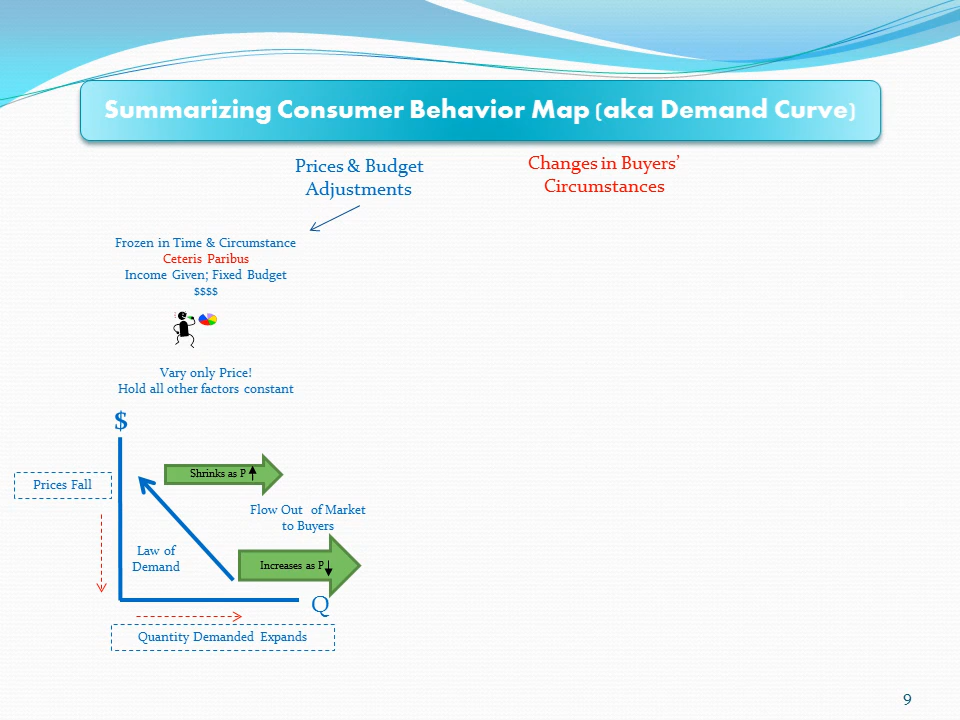 Summarizing Consumer Behavior Map (aka Demand Curve)
Prices & Budget
Adjustments
Changes in Buyers’
Circumstances
Frozen in Time & Circumstance
Ceteris Paribus
Income Given; Fixed Budget
$$$$
Vary only Price!
Hold all other factors constant
$
Shrinks as P
Prices Fall
Flow Out of Market
to Buyers
Law of
Demand
Increases as P
Q
Quantity Demanded Expands
9